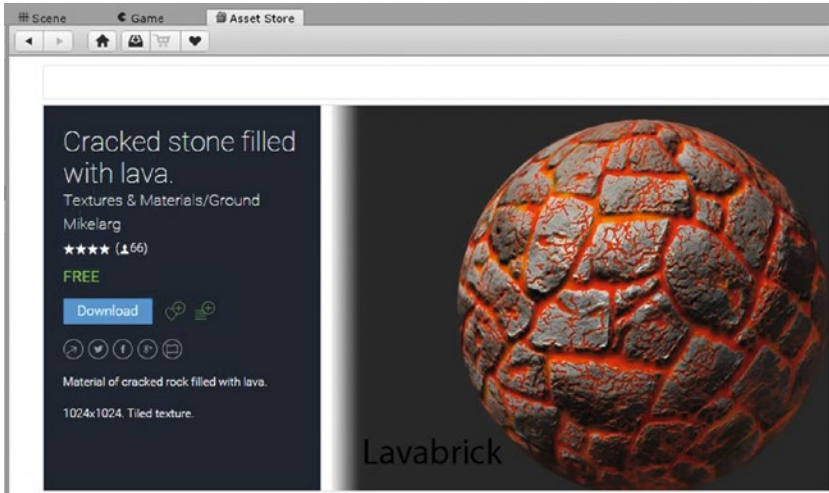 Scene Game Asset Store
Cracked stone filled
with lava.
Textures & Materials/Ground
Mikelarg
(66)
FREE
Download
Material of cracked rock filled with lava.
1024x1024. Tiled texture.
Lavabrick